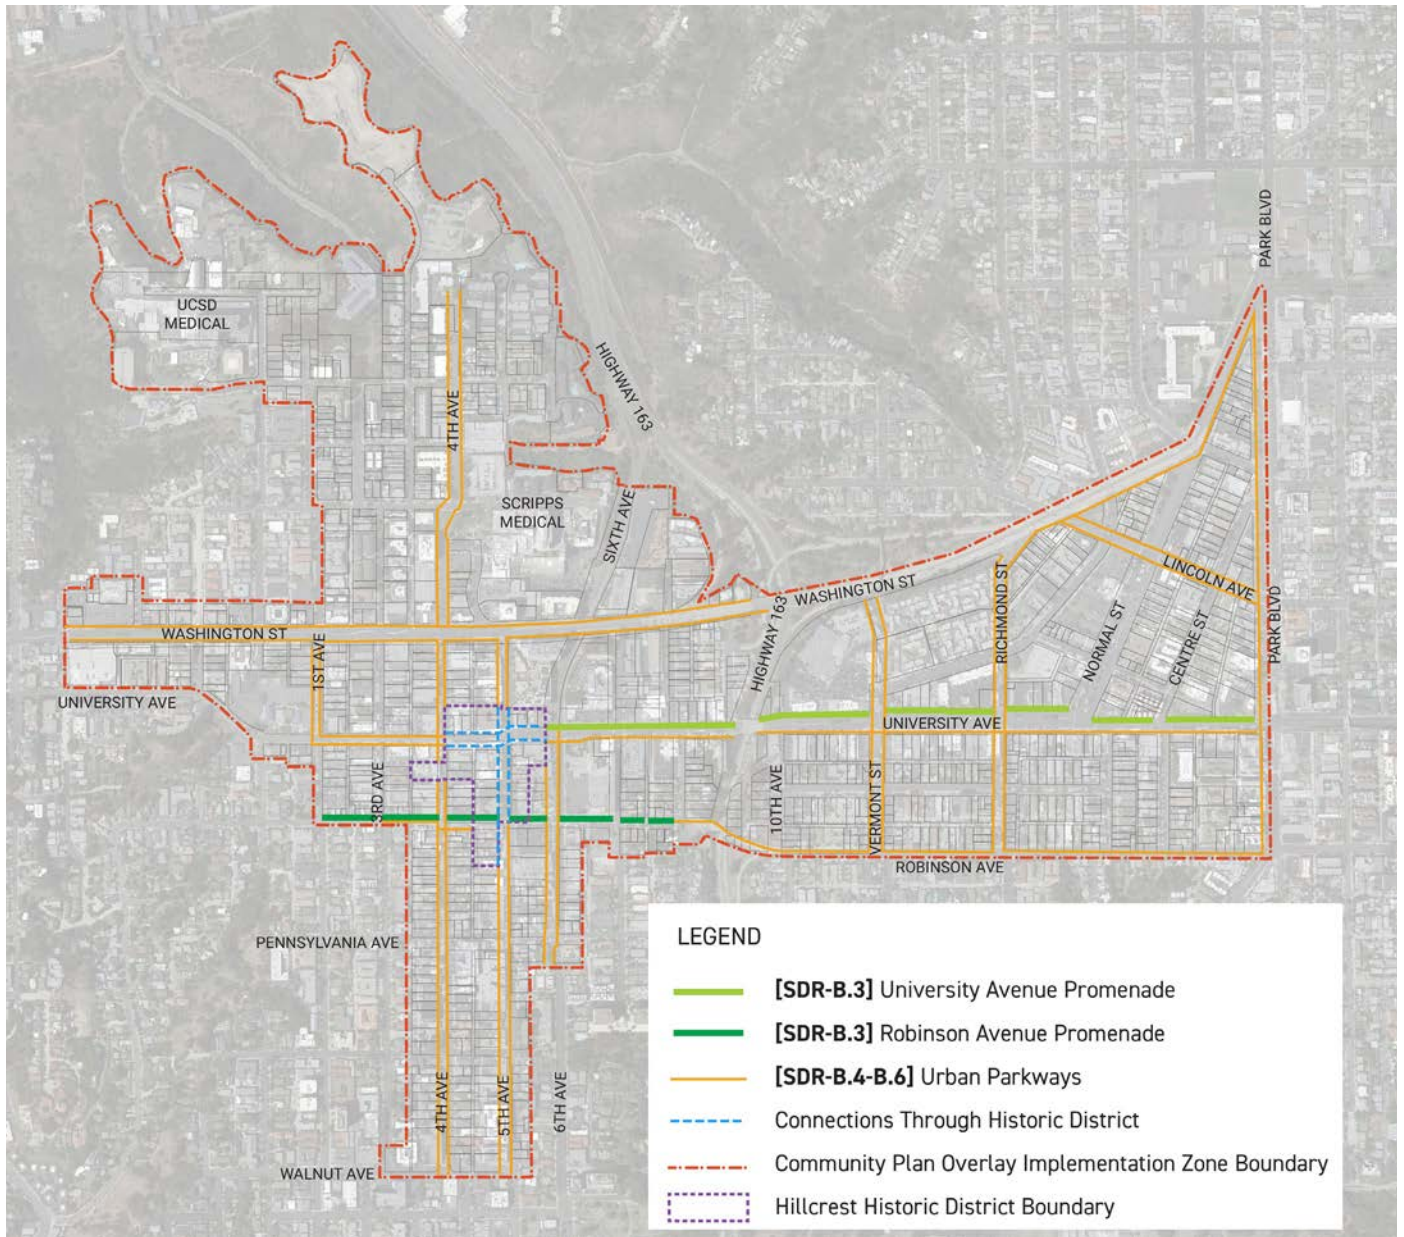 PARK BLVD
UCSD
MEDICAL
HIGHWAY 163
4TH AVE
SCRIPPS
MEDICAL
SIXTH AVE
WASHINGTON ST
RICHMOND ST
LINCOLN AVE
HIGHWAY 163
NORMAL ST
CENTRE ST
PARK BLVD
WASHINGTON ST
1ST AVE
UNIVERSITY AVE
UNIVERSITY AVE
3RD AVE
10TH AVE
VERMONT ST
ROBINSON AVE
PENNSYLVANIA AVE
4TH AVE
5TH AVE
6TH AVE
WALNUT AVE
LEGEND
[SDR-B.3] University Avenue Promenade
[SDR-B.3] Robinson Avenue Promenade
[SDR-B.4-B.6] Urban Parkways
Connections Through Historic District
Community Plan Overlay Implementation Zone Boundary
Hillcrest Historic District Boundary